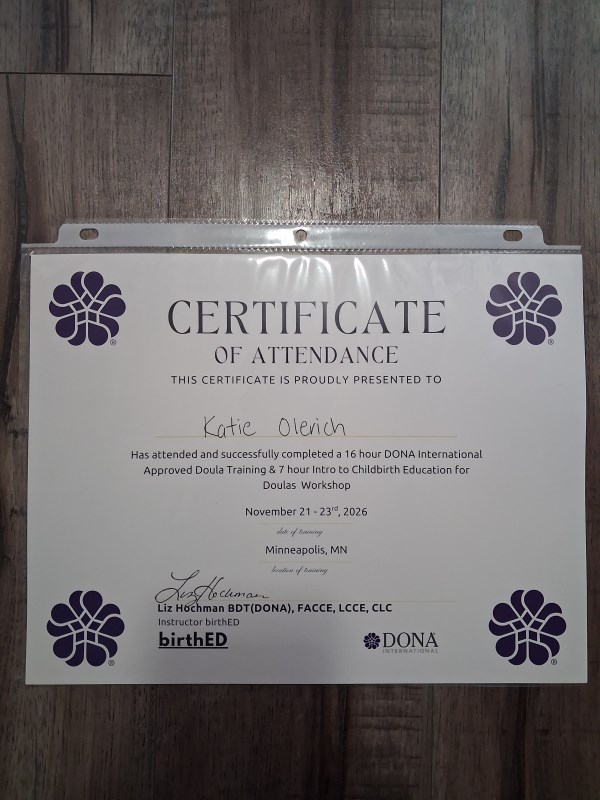 CERTIFICATE
OF ATTENDANCE
THIS CERTIFICATE IS PROUDLY PRESENTED TO
Katie Olerich
Has attended and successfully completed a 16 hour DONA International
Approved Doula Training & 7 hour Intro to Childbirth Education for
Doulas Workshop
November 21 - 23rd, 2026
date of training
Minneapolis, MN
location of training
Liz Hochman
Liz Hochman BDT(DONA), FACCE, LCCE, CLC
Instructor birthED
birthED
DONA
INTERNATIONAL